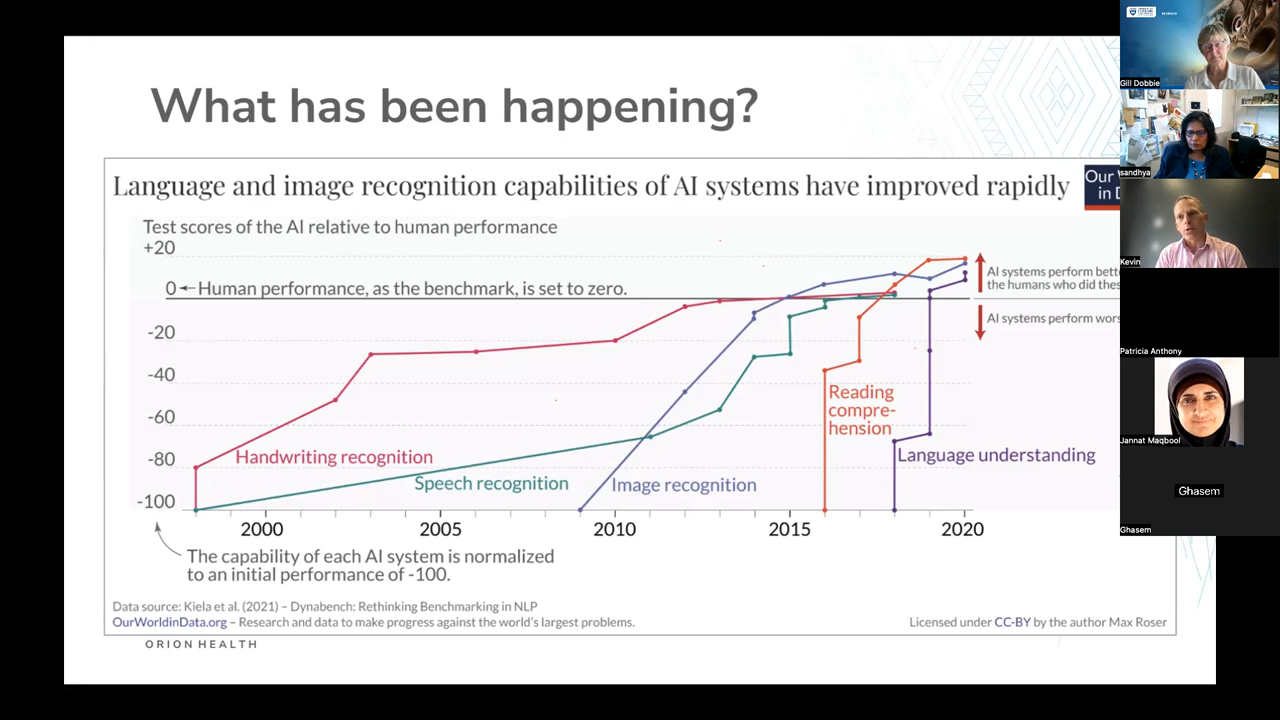 What has been happening?
Language and image recognition capabilities of AI systems have improved rapidly
Our
in D
Test scores of the AI relative to human performance
+20
0 ← Human performance, as the benchmark, is set to zero.
-20
-40
-60
-80
-100
AI systems perform bette
the humans who did thes
AI systems perform wors
Reading
compre-
hension
Handwriting recognition
Speech recognition
Image recognition
Language understanding
2000
2005
2010
2015
2020
The capability of each AI system is normalized
to an initial performance of -100.
Data source: Kiela et al. (2021) – Dynabench: Rethinking Benchmarking in NLP
OurWorldinData.org – Research and data to make progress against the world's largest problems.
Licensed under CC-BY by the author Max Roser
ORION HEALTH
Gill Dobbie
sandhya
Kevin
Patricia Anthony
Jannat Maqbool
Ghasem
Ghasem